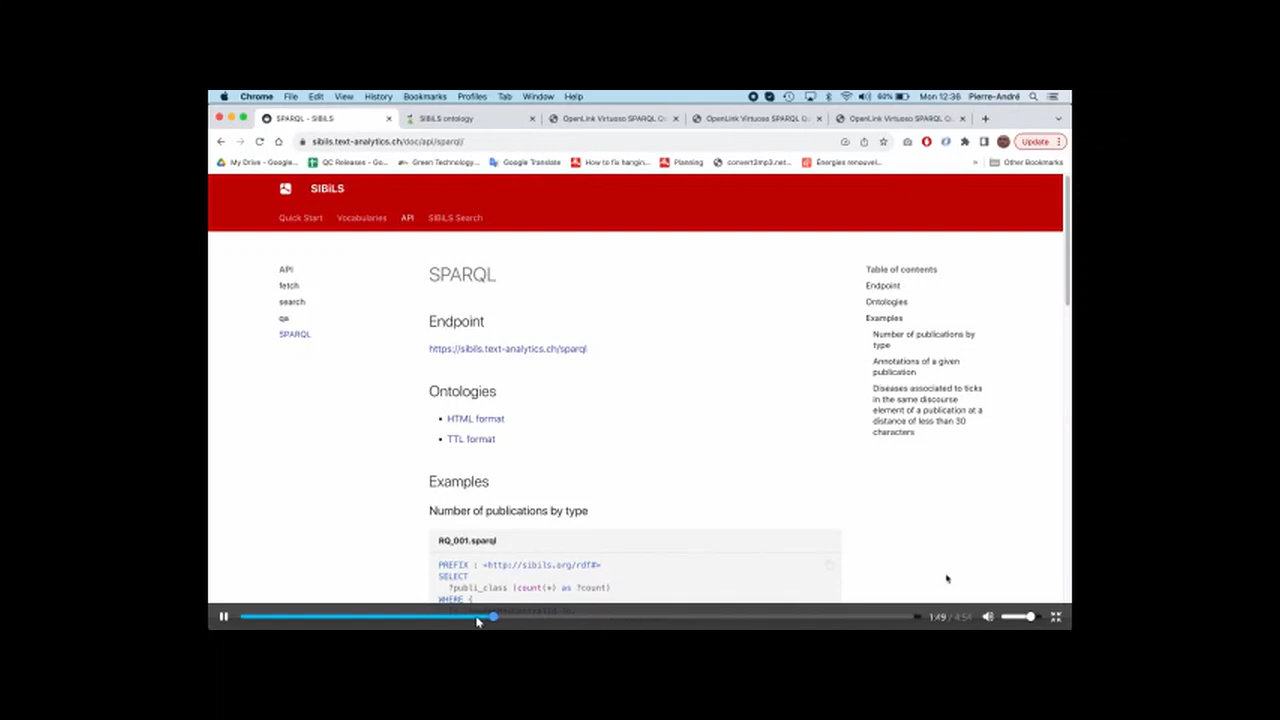 Chrome File Edit View History Bookmarks Profiles Tab Window Help 60% Mon 12:36 Pierre-André
SPARQL - SIBiLS SIBiLS ontology OpenLink Virtuoso SPARQL Q OpenLink Virtuoso SPARQL OpenLink Virtuoso SPARQL Q
sibils.text-analytics.ch/doc/api/sparql/ Update
My Drive - Google... QC Releases - Go... Green Technology... Google Translate How to fix hangin... Planning convert2mp3.net... Énergies renouvel... » Other Bookmarks
SIBiLS
Quick Start Vocabularies API SIBiLS Search
API
fetch
search
qa
SPARQL
SPARQL
Endpoint
https://sibils.text-analytics.ch/sparql
Ontologies
• HTML format
• TTL format
Examples
Number of publications by type
RQ_001.sparql
PREFIX : <http://sibils.org/rdf#>
SELECT
?publi_class (count(*) as ?count)
WHERE {
Table of contents
Endpoint
Ontologies
Examples
Number of publications by
type
Annotations of a given
publication
Diseases associated to ticks
in the same discourse
element of a publication at a
distance of less than 30
characters
1:49 / 4:54